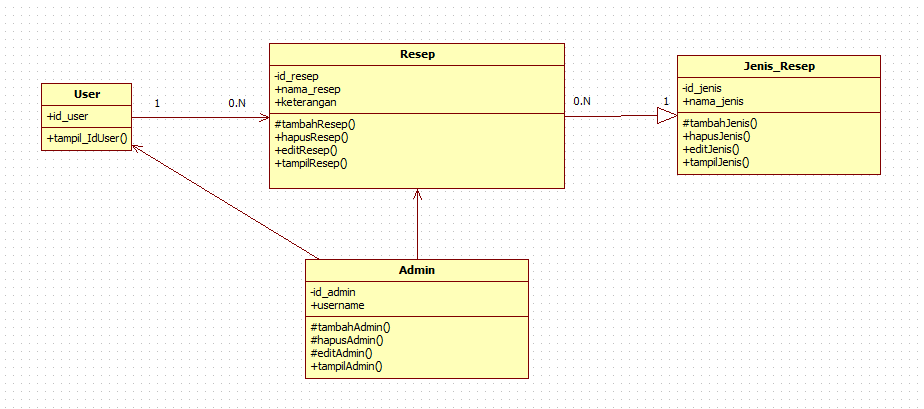 User
+id_user
+tampil_IdUser()
1
0.N
Resep
-id_resep
+nama_resep
+keterangan
#tambahResep()
+hapusResep()
+editResep()
+tampilResep()
0.N
1
Jenis_Resep
-id_jenis
+nama_jenis
#tambahJenis()
+hapusJenis()
+editJenis()
+tampilJenis()
Admin
-id_admin
+username
#tambahAdmin()
#hapusAdmin()
#editAdmin()
+tampilAdmin()